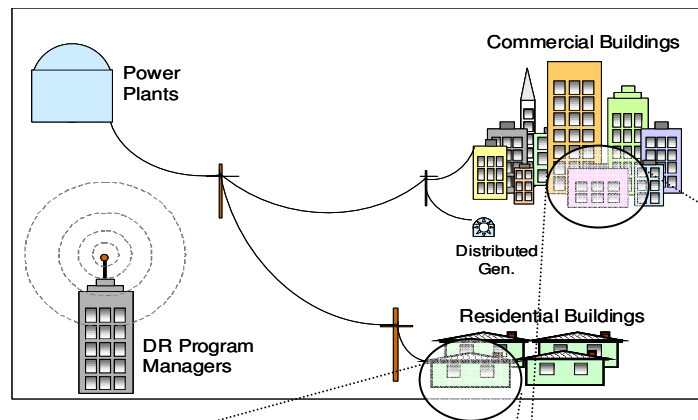 Commercial Buildings
Power
Plants
Distributed
Gen.
Residential Buildings
DR Program
Managers